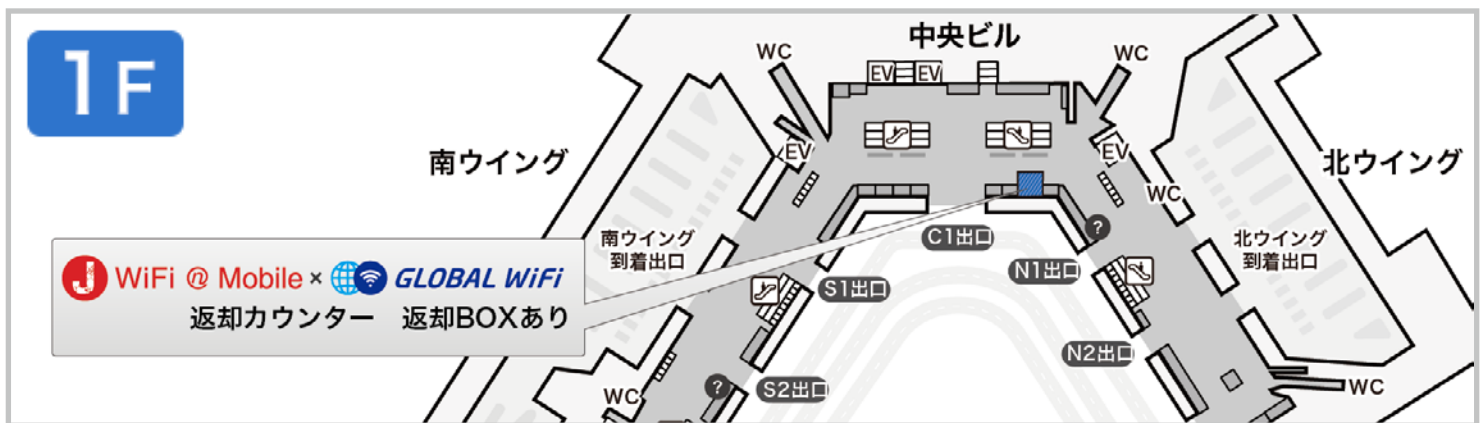 1F
中央ビル
WC
WC
EV
EV
南ウイング
EV
EV
北ウイング
WC
南ウイング
到着出口
C1出口
?
北ウイング
到着出口
J WiFi @ Mobile × GLOBAL WiFi
返却カウンター 返却BOXあり
N1出口
S1出口
N2出口
WC
?
S2出口
WC